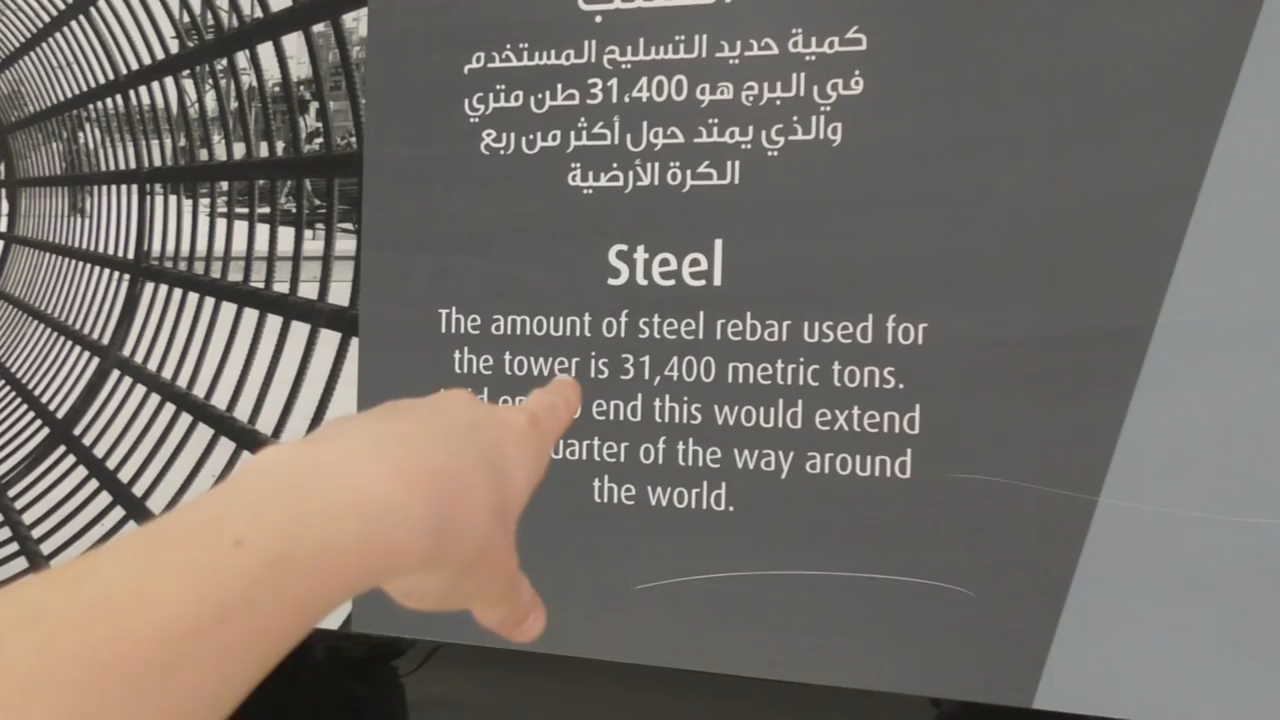 كمية حديد التسليح المستخدم
في البرج هو 31،400 طن متري
والذي يمتد حول أكثر من ربع
الكرة الأرضية
Steel
The amount of steel rebar used for
the tower is 31,400 metric tons.
end this would extend
of the way around
the world.